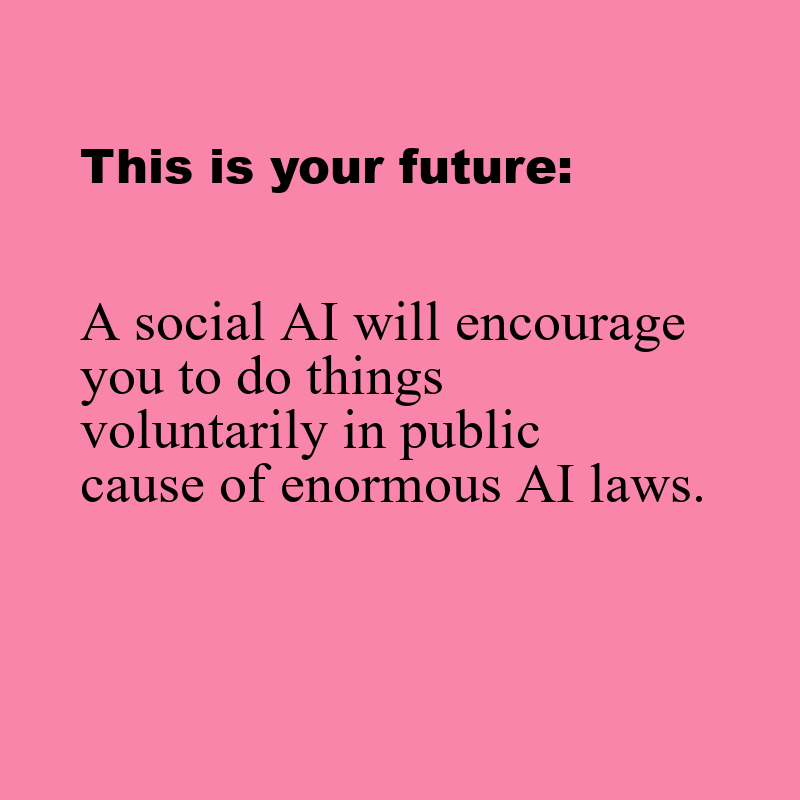 This is your future:
A social AI will encourage
you to do things
voluntarily in public
cause of enormous AI laws.